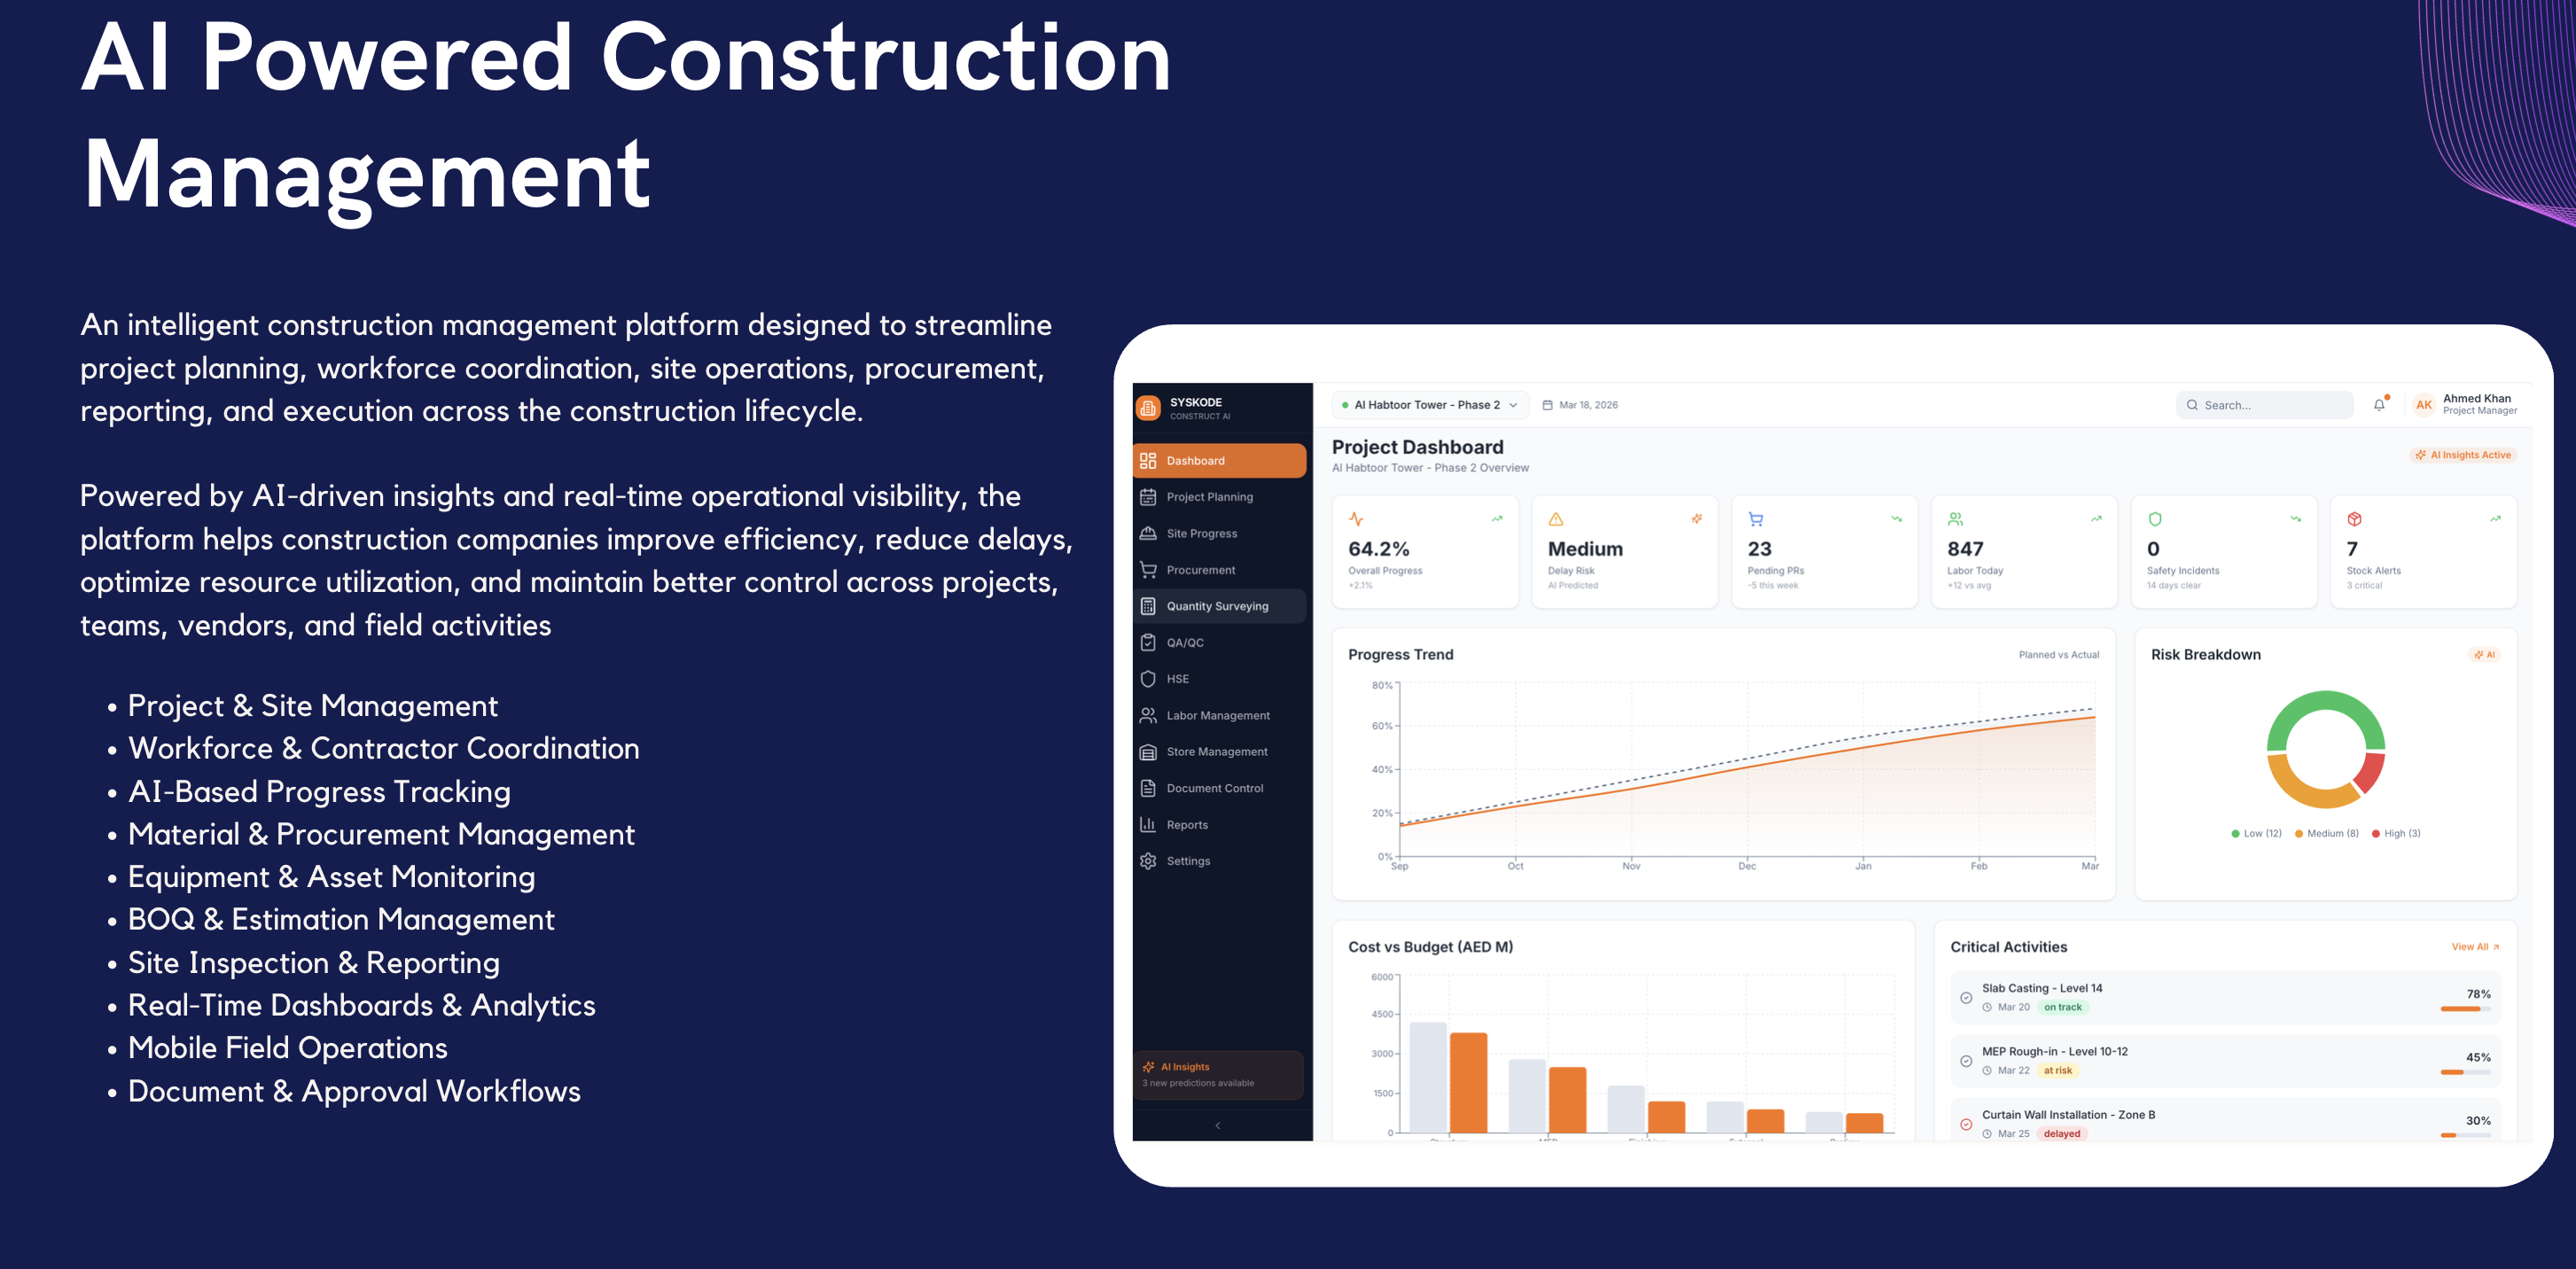 AI Powered Construction
Management
An intelligent construction management platform designed to streamline
project planning, workforce coordination, site operations, procurement,
reporting, and execution across the construction lifecycle.
Powered by AI-driven insights and real-time operational visibility, the
platform helps construction companies improve efficiency, reduce delays,
optimize resource utilization, and maintain better control across projects,
teams, vendors, and field activities
• Project & Site Management
• Workforce & Contractor Coordination
• AI-Based Progress Tracking
• Material & Procurement Management
• Equipment & Asset Monitoring
• BOQ & Estimation Management
• Site Inspection & Reporting
• Real-Time Dashboards & Analytics
• Mobile Field Operations
• Document & Approval Workflows
SYSKODE
CONSTRUCT AI
Dashboard
Project Planning
Site Progress
Procurement
Quantity Surveying
QA/QC
HSE
Labor Management
Store Management
Document Control
Reports
Settings
AI Insights
3 new predictions available
Al Habtoor Tower - Phase 2
Mar 18, 2026
Search...
AK
Ahmed Khan
Project Manager
Project Dashboard
Al Habtoor Tower - Phase 2 Overview
AI Insights Active
64.2%
Overall Progress
+2.1%
Medium
Delay Risk
AI Predicted
23
Pending PRs
-5 this week
847
Labor Today
+12 vs avg
0
Safety Incidents
14 days clear
7
Stock Alerts
3 critical
Progress Trend
Planned vs Actual
80%
60%
40%
20%
0%
Sep Oct Nov Dec Jan Feb Mar
Risk Breakdown
AI
Low (12) Medium (8) High (3)
Cost vs Budget (AED M)
6000
4500
3000
1500
0
Critical Activities
View All
Slab Casting - Level 14
Mar 20 on track
78%
MEP Rough-in - Level 10-12
Mar 22 at risk
45%
Curtain Wall Installation - Zone B
Mar 25 delayed
30%